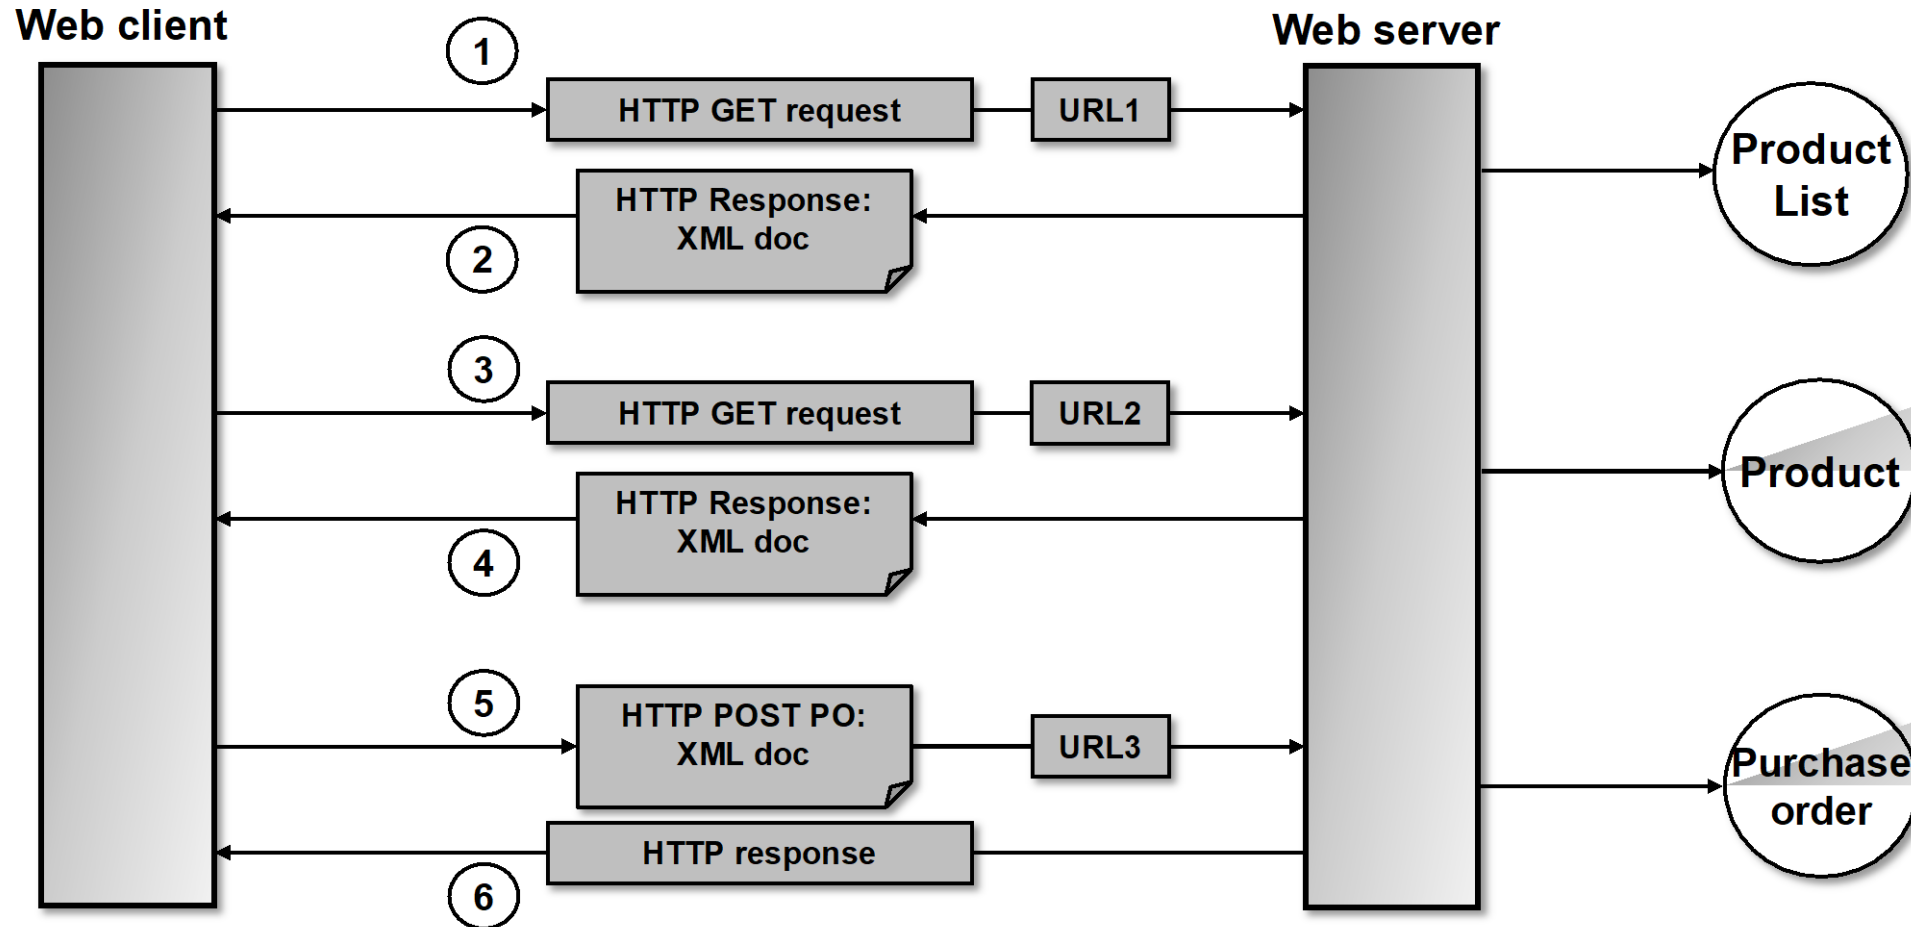 Web client
Web server
1
HTTP GET request
URL1
Product
List
HTTP Response:
XML doc
2
3
HTTP GET request
URL2
Product
HTTP Response:
XML doc
4
5
HTTP POST PO:
XML doc
URL3
Purchase
order
HTTP response
6